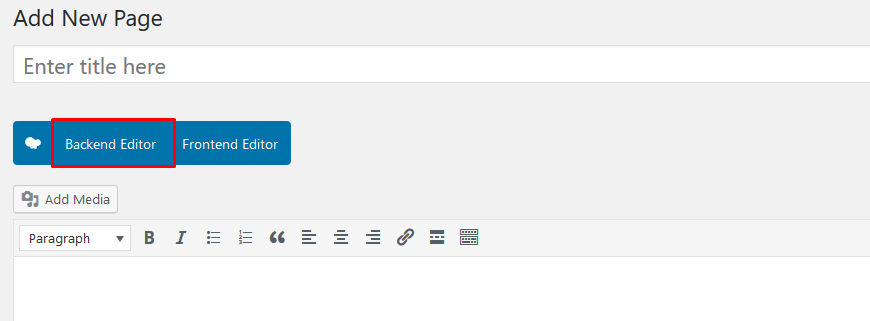 Add New Page
Enter title here
Backend Editor Frontend Editor
Add Media
Paragraph B I